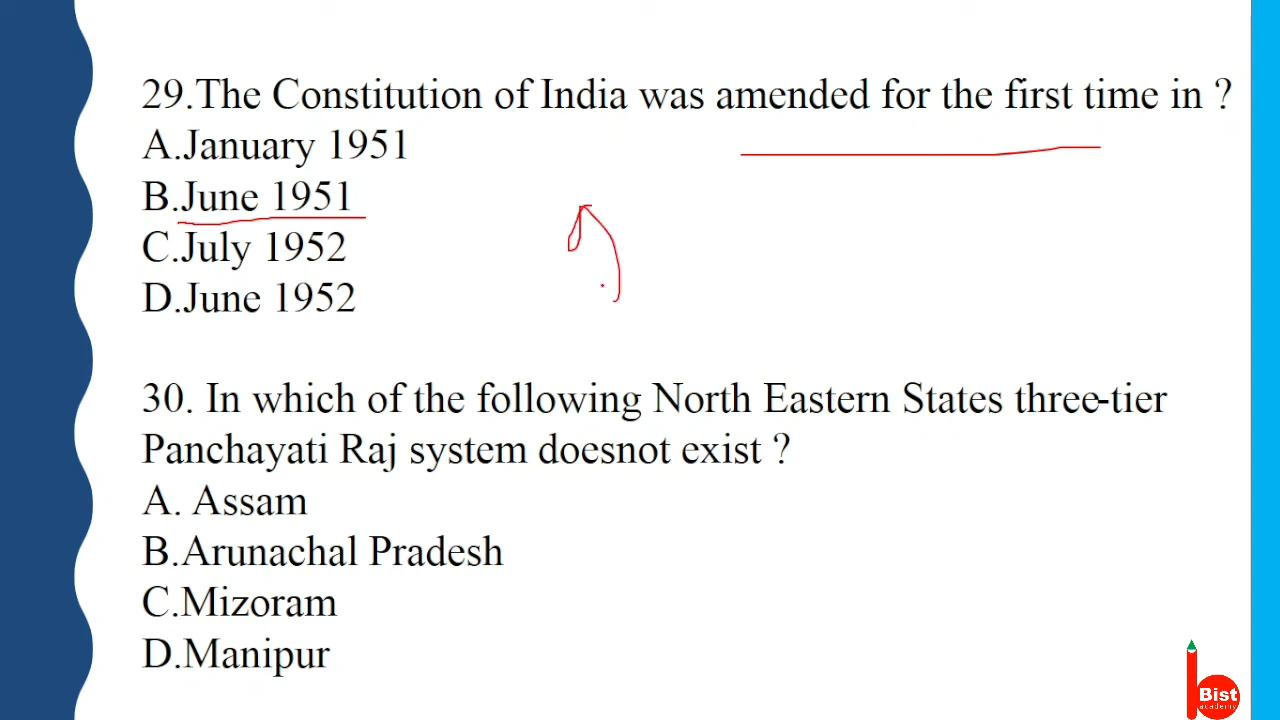 29.The Constitution of India was amended for the first time in ?
A.January 1951
B.June 1951
C.July 1952
D.June 1952
30. In which of the following North Eastern States three-tier
Panchayati Raj system doesnot exist ?
A. Assam
B.Arunachal Pradesh
C.Mizoram
D.Manipur
Bist
academy